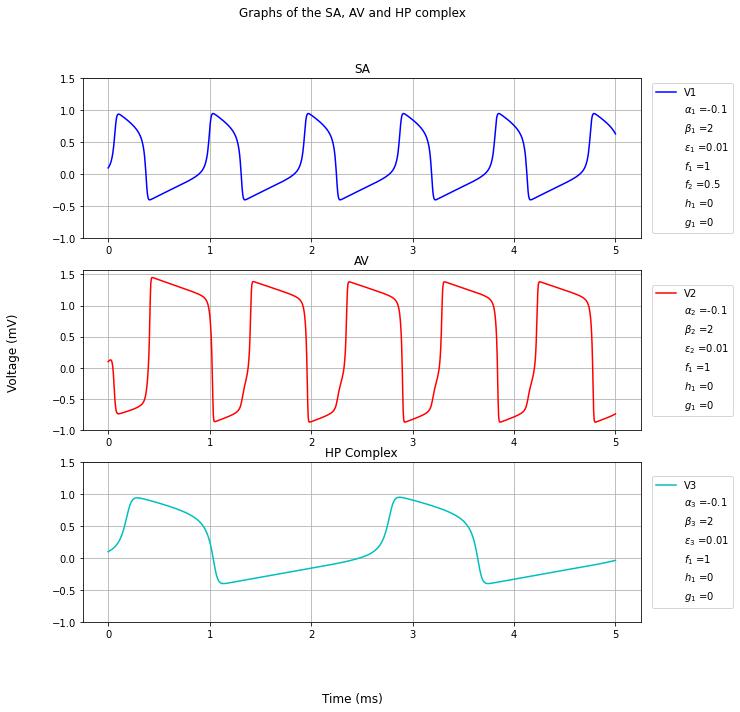 Graphs of the SA, AV and HP complex
SA
1.5
1.0
0.5
0.0
−0.5
−1.0
0 1 2 3 4 5
V1
α₁ =-0.1
β₁ =2
ε₁ =0.01
f₁ =1
f₂ =0.5
h₁ =0
g₁ =0
AV
1.5
1.0
0.5
0.0
−0.5
−1.0
0 1 2 3 4 5
V2
α₂ =-0.1
β₂ =2
ε₂ =0.01
f₁ =1
h₁ =0
g₁ =0
Voltage (mV)
HP Complex
1.5
1.0
0.5
0.0
−0.5
−1.0
0 1 2 3 4 5
V3
α₃ =-0.1
β₃ =2
ε₃ =0.01
f₁ =1
h₁ =0
g₁ =0
Time (ms)